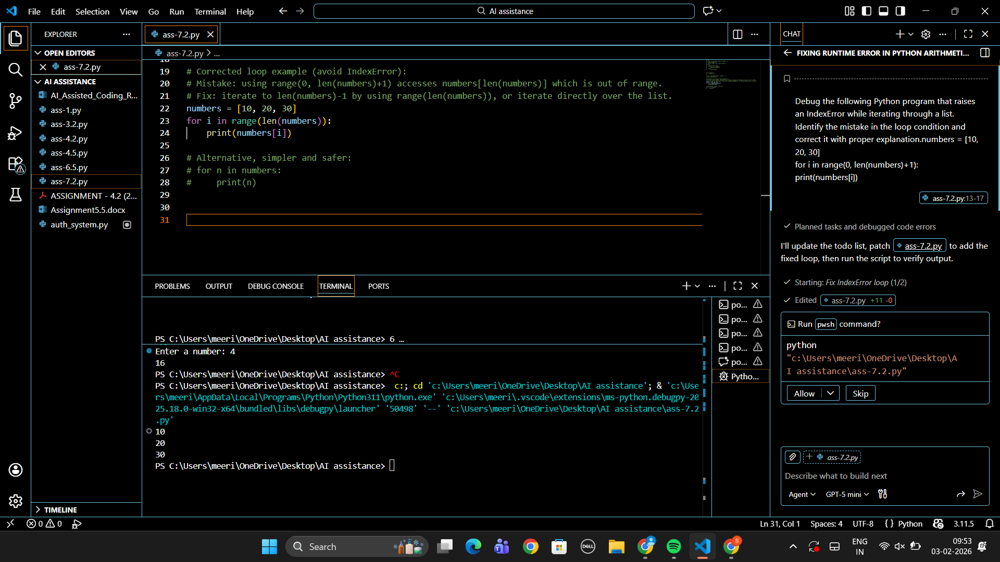 File Edit Selection View Go Run Terminal Help
AI assistance
EXPLORER
OPEN EDITORS
ass-7.2.py
AI ASSISTANCE
AI_Assisted_Coding_R...
ass-1.py
ass-3.2.py
ass-4.2.py
ass-4.5.py
ass-6.5.py
ass-7.2.py
ASSIGNMENT - 4.2 (2...
Assignment5.5.docx
auth_system.py
TIMELINE
ass-7.2.py
ass-7.2.py > ...
18
19 # Corrected loop example (avoid IndexError):
20 # Mistake: using range(0, len(numbers)+1) accesses numbers[len(numbers)] which is out of range.
21 # Fix: iterate to len(numbers)-1 by using range(len(numbers)), or iterate directly over the list.
22 numbers = [10, 20, 30]
23 for i in range(len(numbers)):
24     print(numbers[i])
25
26 # Alternative, simpler and safer:
27 # for n in numbers:
28 #     print(n)
29
30
31
PROBLEMS OUTPUT DEBUG CONSOLE TERMINAL PORTS
PS C:\Users\meeri\OneDrive\Desktop\AI assistance> 6 ...
Enter a number: 4
16
PS C:\Users\meeri\OneDrive\Desktop\AI assistance> ^C
PS C:\Users\meeri\OneDrive\Desktop\AI assistance>  c:; cd 'c:\Users\meeri\OneDrive\Desktop\AI assistance'; & 'c:\Use
rs\meeri\AppData\Local\Programs\Python\Python311\python.exe' 'c:\Users\meeri\.vscode\extensions\ms-python.debugpy-20
25.18.0-win32-x64\bundled\libs\debugpy\launcher' '50498' '--' 'c:\Users\meeri\OneDrive\Desktop\AI assistance\ass-7.2
.py'
10
20
30
PS C:\Users\meeri\OneDrive\Desktop\AI assistance>
po...
po...
po...
po...
po...
Pytho...
CHAT
FIXING RUNTIME ERROR IN PYTHON ARITHMETI...
Debug the following Python program that raises
an IndexError while iterating through a list.
Identify the mistake in the loop condition and
correct it with proper explanation.numbers = [10,
20, 30]
for i in range(0, len(numbers)+1):
print(numbers[i])
ass-7.2.py:13-17
Planned tasks and debugged code errors
I'll update the todo list, patch ass-7.2.py to add the
fixed loop, then run the script to verify output.
Starting: Fix IndexError loop (1/2)
Edited ass-7.2.py +11 -0
Run pwsh command?
python
"c:\Users\meeri\OneDrive\Desktop\A
I assistance\ass-7.2.py"
Allow Skip
ass-7.2.py
Describe what to build next
Agent GPT-5 mini
0 0
Ln 31, Col 1 Spaces: 4 UTF-8 { } Python 3.11.5
Search
DELL
S
ENG
IN
09:53
03-02-2026